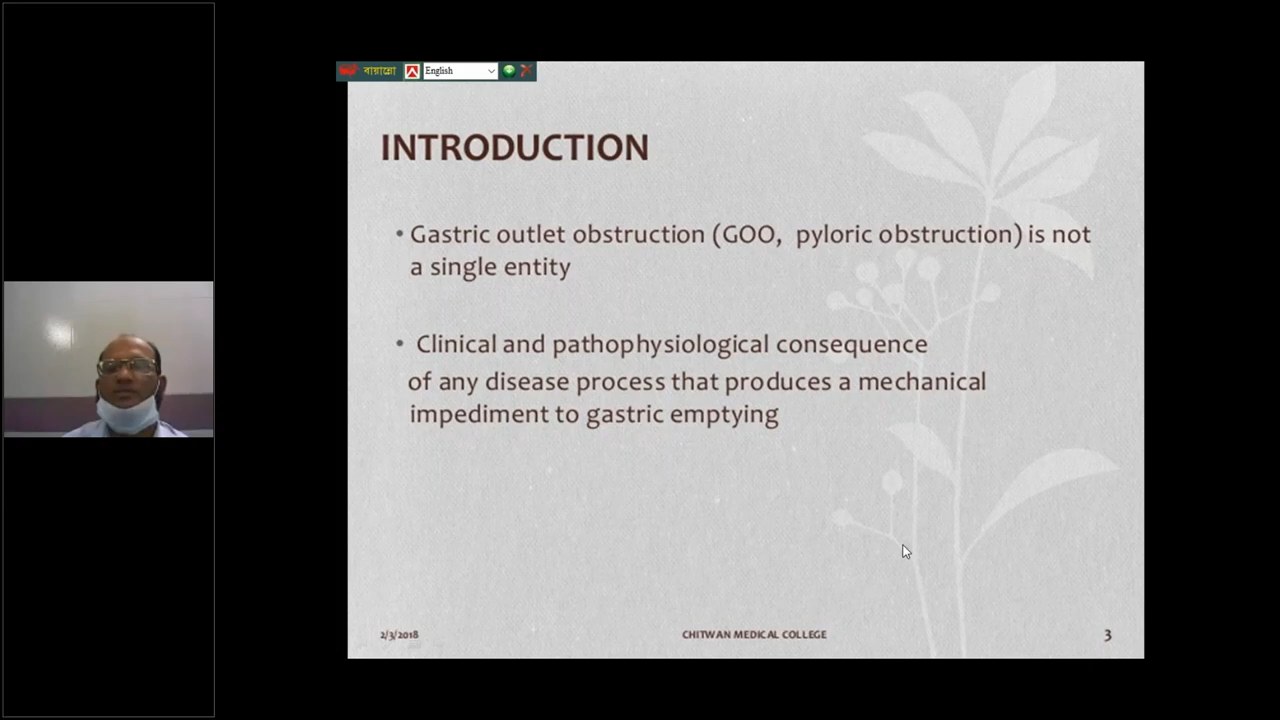 বায়ান্নো English
INTRODUCTION
• Gastric outlet obstruction (GOO, pyloric obstruction) is not
a single entity
• Clinical and pathophysiological consequence
of any disease process that produces a mechanical
impediment to gastric emptying
2/3/2018 CHITWAN MEDICAL COLLEGE 3